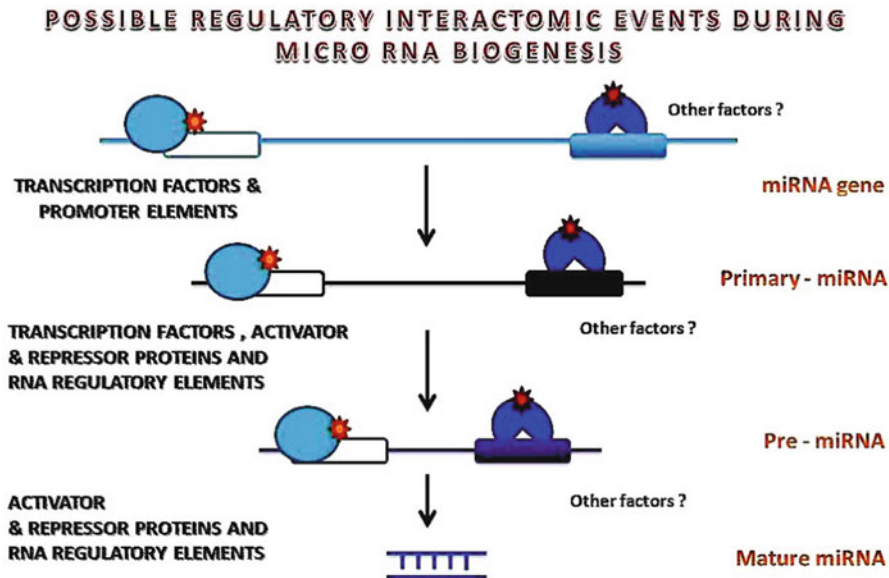 POSSIBLE REGULATORY INTERACTOMIC EVENTS DURING
MICRO RNA BIOGENESIS
Other factors ?
TRANSCRIPTION FACTORS &
PROMOTER ELEMENTS
miRNA gene
Primary - miRNA
TRANSCRIPTION FACTORS , ACTIVATOR
& REPRESSOR PROTEINS AND
RNA REGULATORY ELEMENTS
Other factors ?
Pre - miRNA
ACTIVATOR
& REPRESSOR PROTEINS AND
RNA REGULATORY ELEMENTS
Other factors ?
Mature miRNA